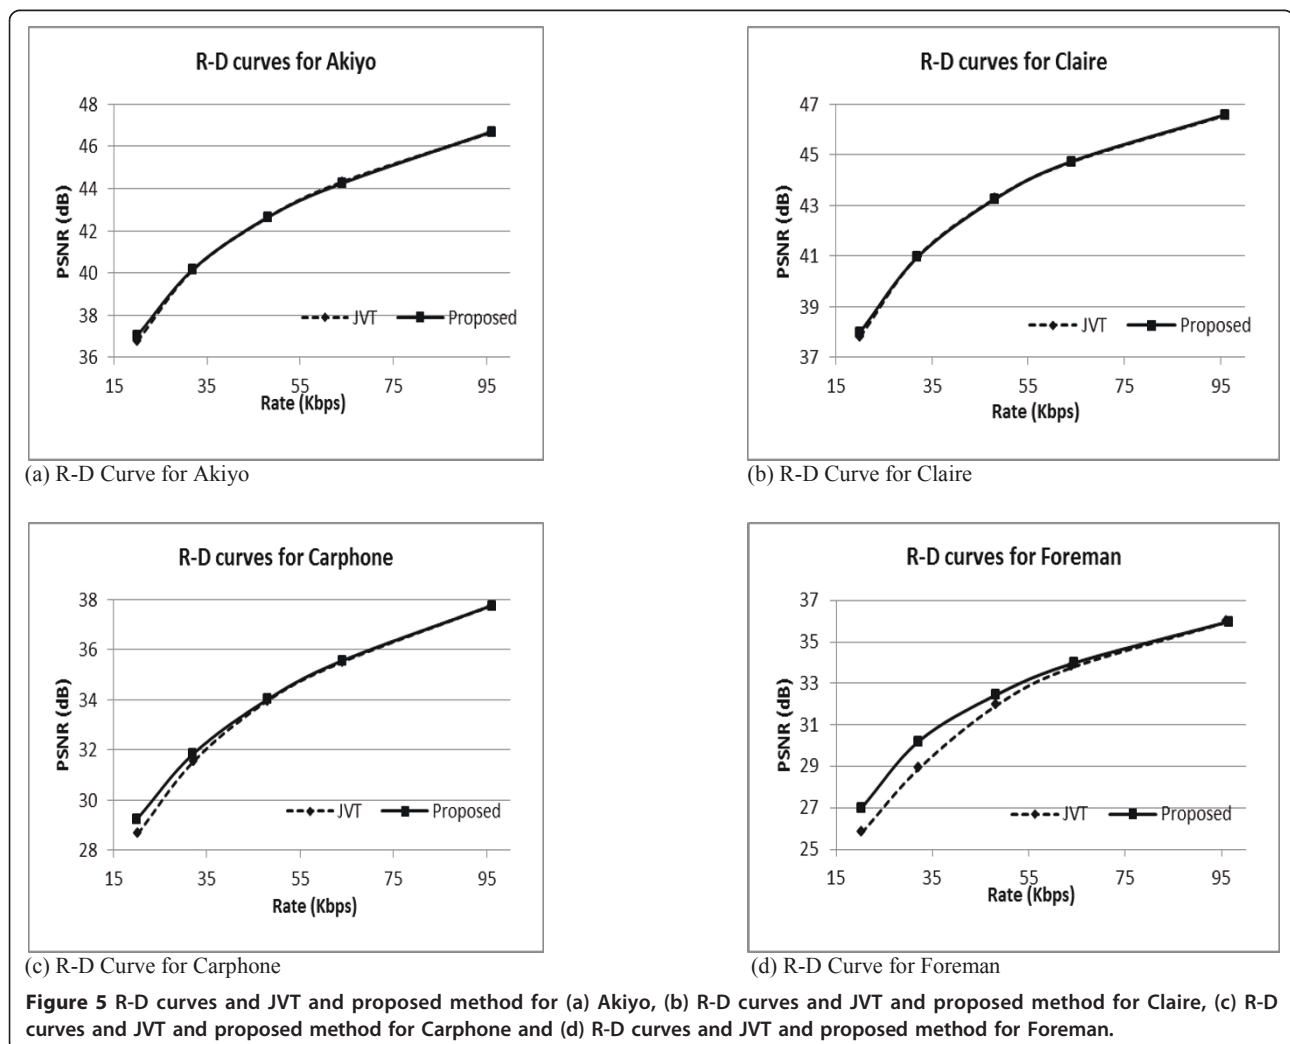 R-D curves for Akiyo
48
46
44
42
40
38
36
PSNR (dB)
JVT Proposed
15 35 55 75 95
Rate (Kbps)
(a) R-D Curve for Akiyo
R-D curves for Claire
47
45
43
41
39
37
PSNR (dB)
JVT Proposed
15 35 55 75 95
Rate (Kbps)
(b) R-D Curve for Claire
R-D curves for Carphone
38
36
34
32
30
28
PSNR (dB)
JVT Proposed
15 35 55 75 95
Rate (Kbps)
(c) R-D Curve for Carphone
R-D curves for Foreman
37
35
33
31
29
27
25
PSNR (dB)
JVT Proposed
15 35 55 75 95
Rate (Kbps)
(d) R-D Curve for Foreman
Figure 5 R-D curves and JVT and proposed method for (a) Akiyo, (b) R-D curves and JVT and proposed method for Claire, (c) R-D
curves and JVT and proposed method for Carphone and (d) R-D curves and JVT and proposed method for Foreman.